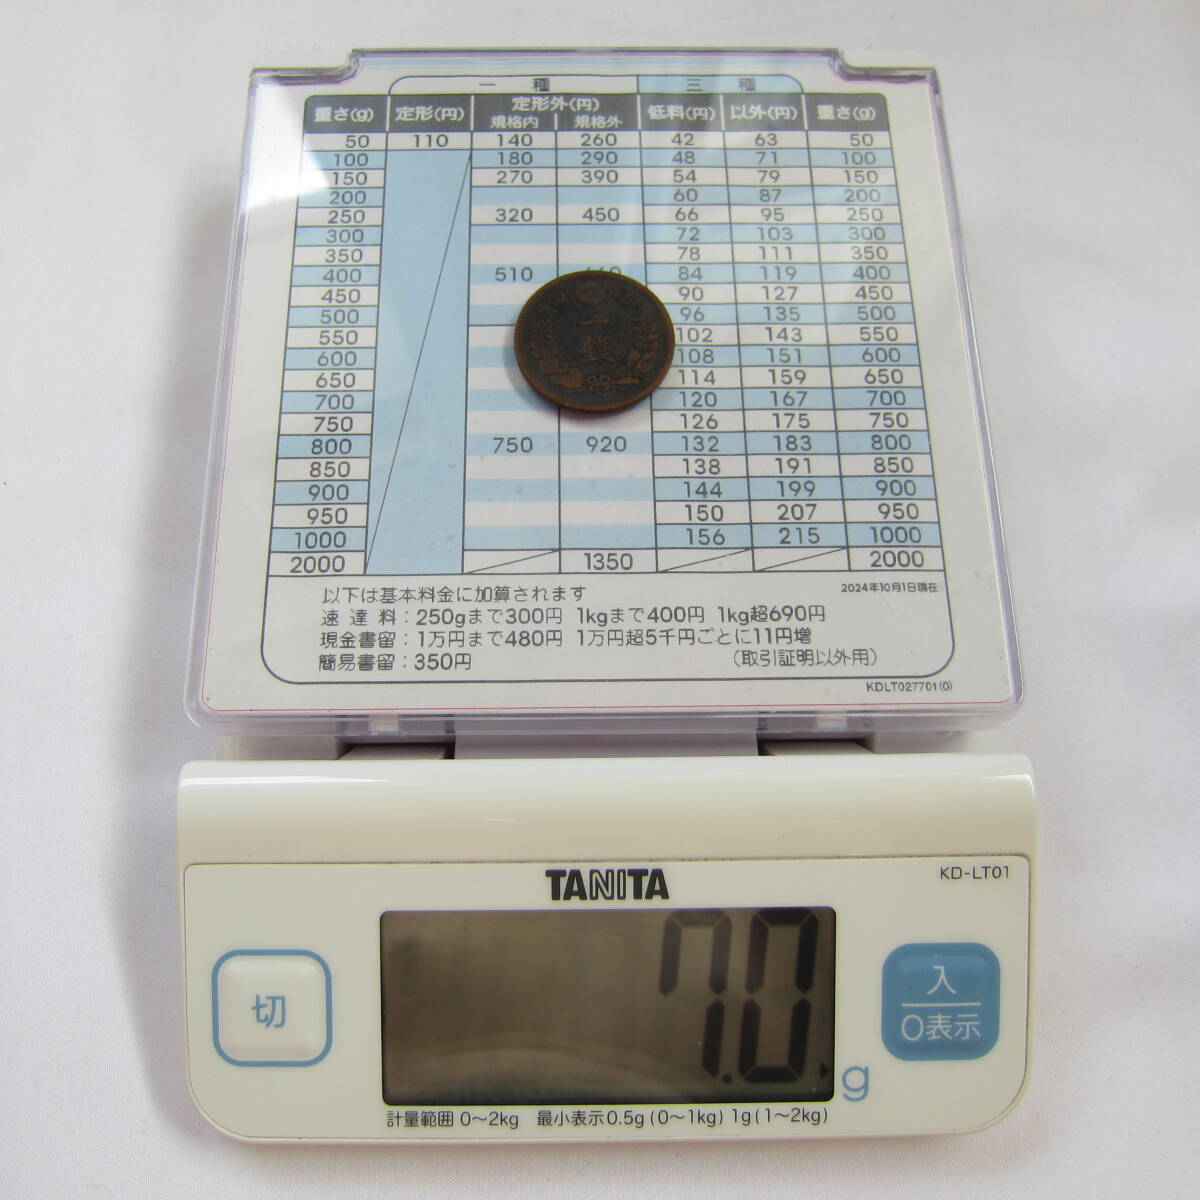 一種 三種
重さ(g) 定形(円) 定形外(円) 低料(円) 以外(円) 重さ(g)
規格内 規格外
50 110 140 260 42 63 50
100 180 290 48 71 100
150 270 390 54 79 150
200 60 87 200
250 320 450 66 95 250
300 72 103 300
350 78 111 350
400 510 84 119 400
450 90 127 450
500 96 135 500
550 102 143 550
600 108 151 600
650 114 159 650
700 120 167 700
750 126 175 750
800 750 920 132 183 800
850 138 191 850
900 144 199 900
950 150 207 950
1000 156 215 1000
2000 1350 2000
一錢
以下は基本料金に加算されます 2024年10月1日現在
速達料:250gまで300円 1kgまで400円 1kg超690円
現金書留:1万円まで480円 1万円超5千円ごとに11円増
簡易書留:350円 (取引証明以外用)
KDLT027701(0)
TANITA KD-LT01
切 7.0 g 入
0表示
計量範囲 0〜2kg 最小表示0.5g(0〜1kg) 1g(1〜2kg)